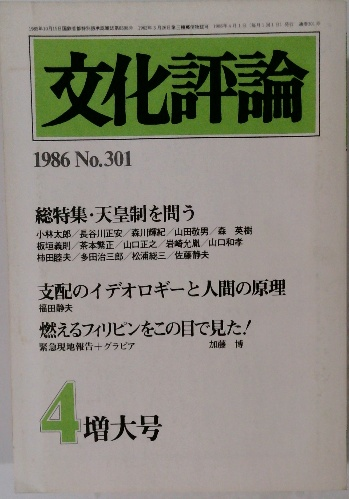 文化評論
1986 No.301
総特集・天皇制を問う
小林太郎／長谷川正安／森川輝紀／山田敬男／森 英樹
板垣義則／茶本繁正／山口正之／岩崎允胤／山口和孝
柿田睦夫／多田治三郎／松浦総三／佐藤静夫
支配のイデオロギーと人間の原理
福田静夫
燃えるフィリピンをこの目で見た！
緊急現地報告＋グラビア 加藤 博
4増大号